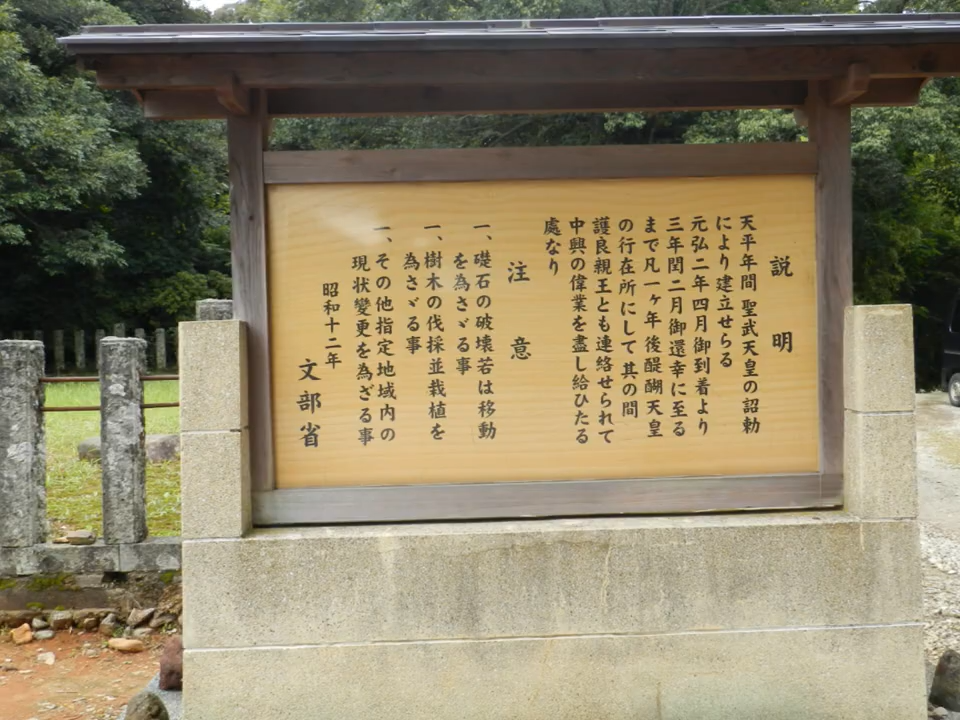 説明
天平年間 聖武天皇の詔勅
により建立せらる
元弘二年四月御到着より
三年閏二月御還幸に至る
まで凡一ヶ年後醍醐天皇
の行在所にして其の間
護良親王とも連絡せられて
中興の偉業を盡し給ひたる
處なり
注意
一、礎石の破壊若は移動
を為さゞる事
一、樹木の伐採並栽植を
為さゞる事
一、その他指定地域内の
現状變更を為ざる事
昭和十二年
文部省